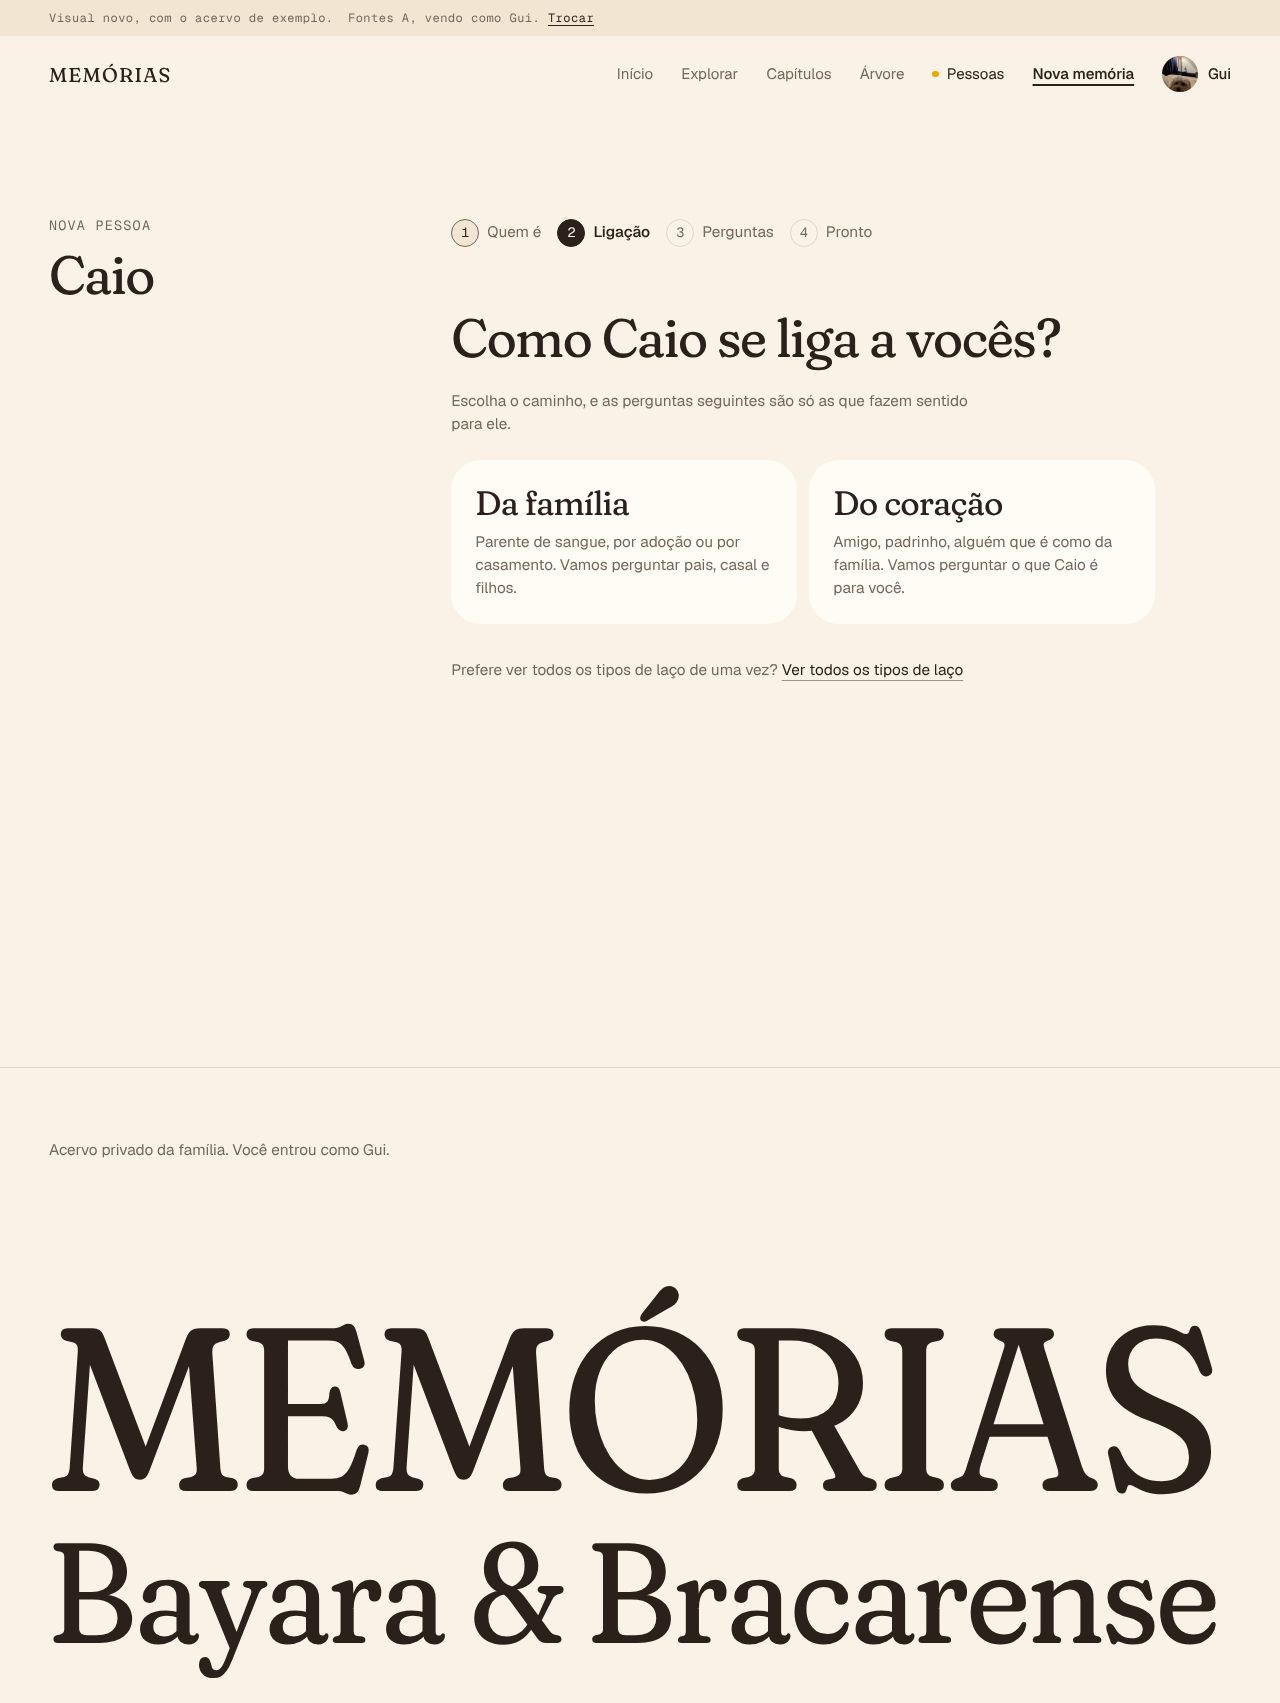 Visual novo, com o acervo de exemplo. Fontes A, vendo como Gui. Trocar
MEMÓRIAS
Início Explorar Capítulos Árvore Pessoas Nova memória Gui
NOVA PESSOA
Caio
1 Quem é 2 Ligação 3 Perguntas 4 Pronto
Como Caio se liga a vocês?
Escolha o caminho, e as perguntas seguintes são só as que fazem sentido
para ele.
Da família
Parente de sangue, por adoção ou por
casamento. Vamos perguntar pais, casal e
filhos.
Do coração
Amigo, padrinho, alguém que é como da
família. Vamos perguntar o que Caio é
para você.
Prefere ver todos os tipos de laço de uma vez? Ver todos os tipos de laço
Acervo privado da família. Você entrou como Gui.
MEMÓRIAS
Bayara & Bracarense